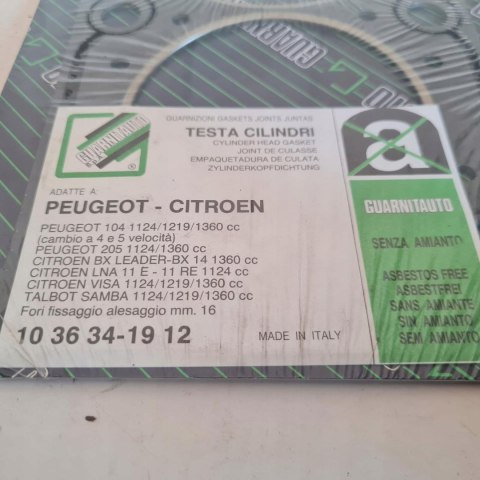 GUARNIZIONI GASKETS JOINTS JUNTAS
TESTA CILINDRI
CYLINDER HEAD GASKET
JOINT DE CULASSE
EMPAQUETADURA DE CULATA
ZYLINDERKOPFDICHTUNG
GUARNITAUTO
®
ADATTE A:
PEUGEOT - CITROEN
PEUGEOT 104 1124/1219/1360 cc
(cambio a 4 e 5 velocità)
PEUGEOT 205 1124/1360 cc
CITROEN BX LEADER-BX 14 1360 cc
CITROEN LNA 11 E - 11 RE 1124 cc
CITROEN VISA 1124/1219/1360 cc
TALBOT SAMBA 1124/1219/1360 cc
Fori fissaggio alesaggio mm. 16
10 36 34-19 12
MADE IN ITALY
a
GUARNITAUTO
SENZA AMIANTO
ASBESTOS FREE
ASBESTFREI
SANS AMIANTE
SIN AMIANTO
SEM AMIANTO